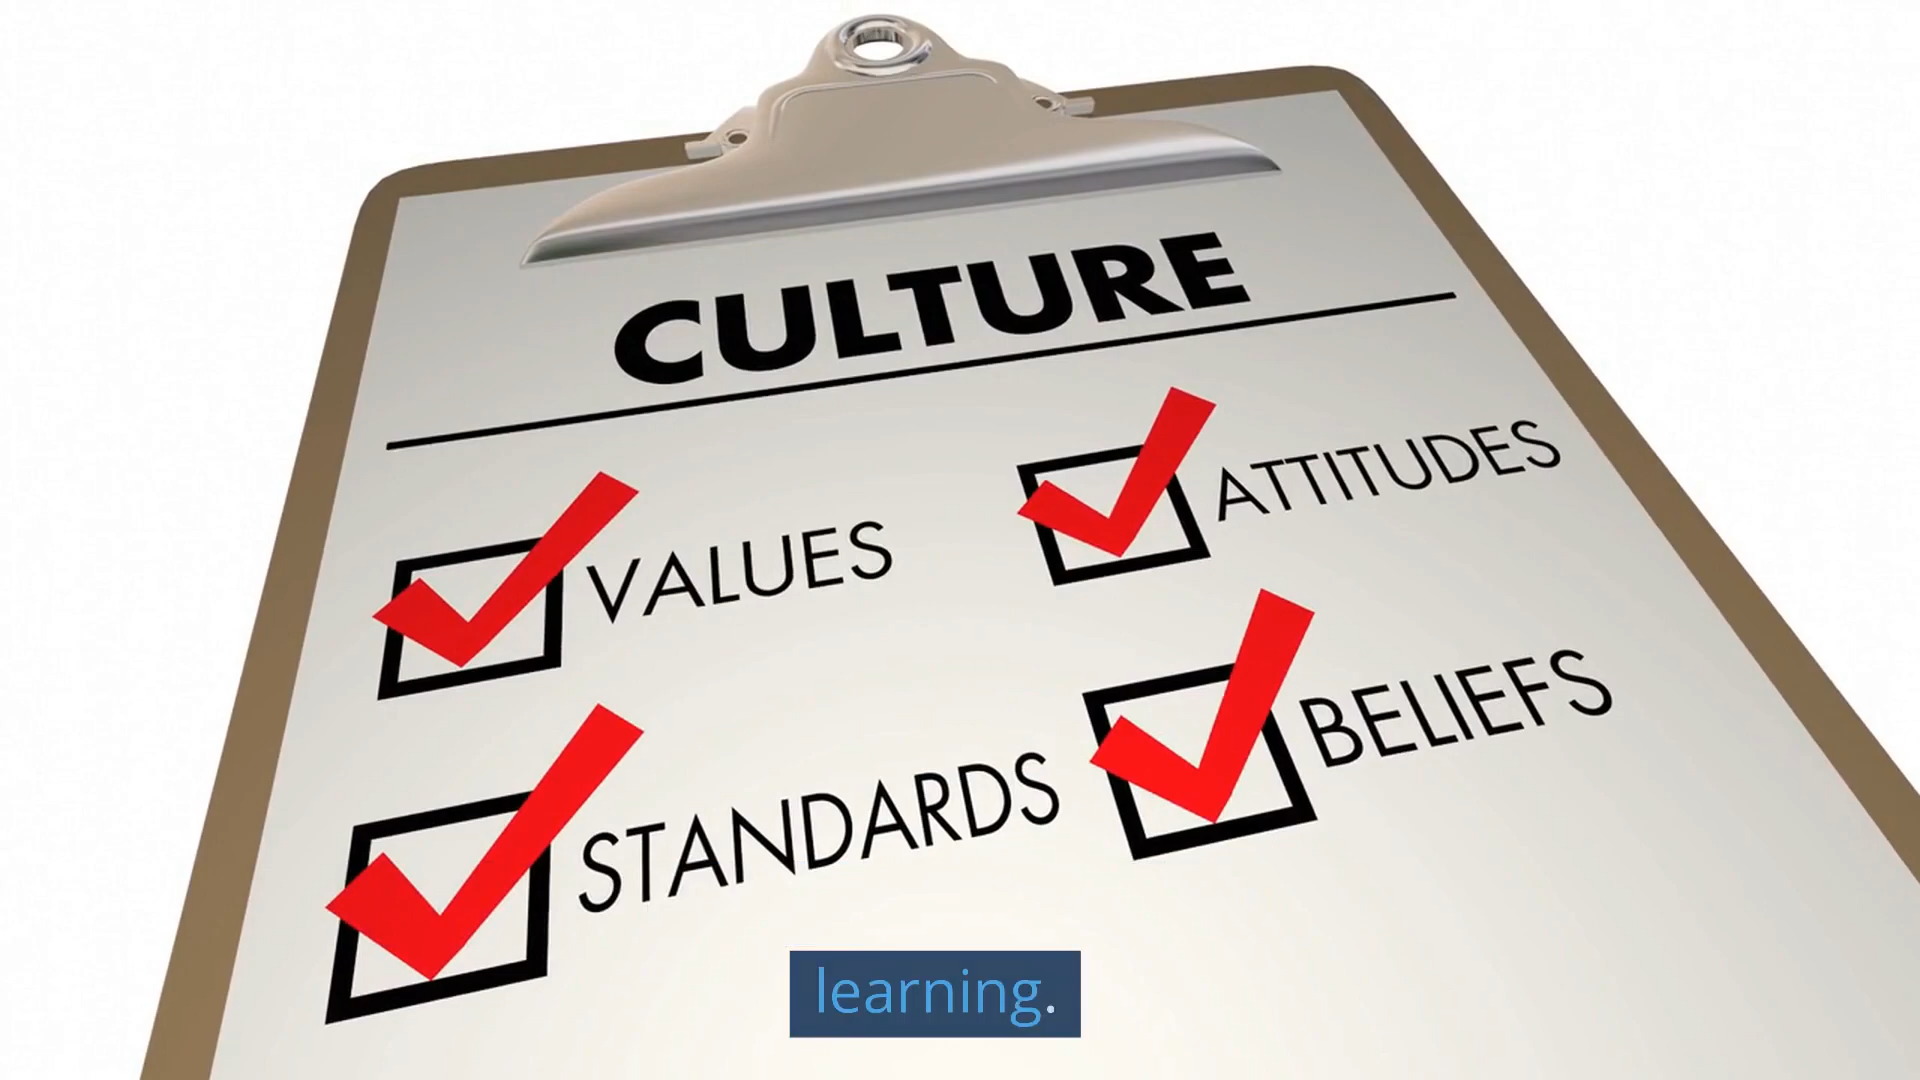 CULTURE
VALUES
ATTITUDES
STANDARDS
BELIEFS
learning.